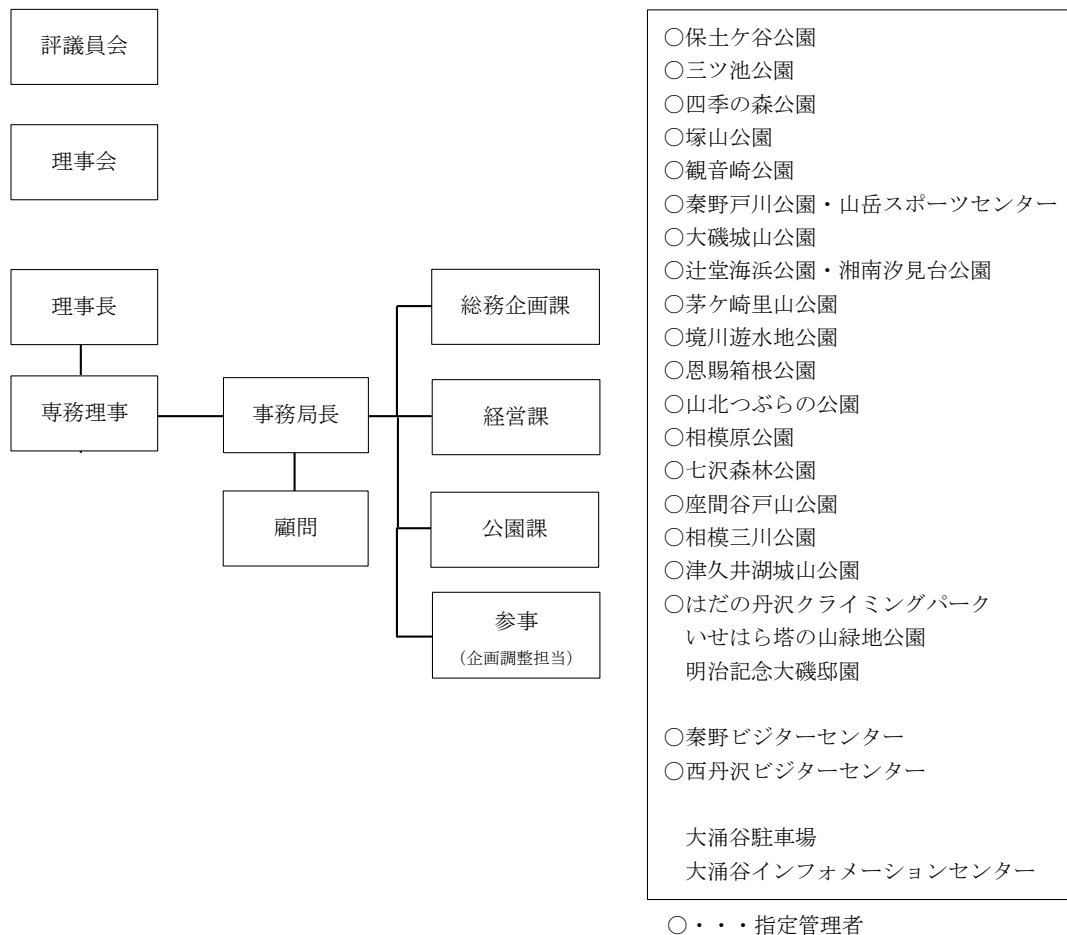 評議員会
理事会
理事長
専務理事
事務局長
顧問
総務企画課
経営課
公園課
参事
(企画調整担当)
○保土ケ谷公園
○三ツ池公園
○四季の森公園
○塚山公園
○観音崎公園
○秦野戸川公園・山岳スポーツセンター
○大磯城山公園
○辻堂海浜公園・湘南汐見台公園
○茅ケ崎里山公園
○境川遊水地公園
○恩賜箱根公園
○山北つぶらの公園
○相模原公園
○七沢森林公園
○座間谷戸山公園
○相模三川公園
○津久井湖城山公園
○はだの丹沢クライミングパーク
いせはら塔の山緑地公園
明治記念大磯邸園
○秦野ビジターセンター
○西丹沢ビジターセンター
大涌谷駐車場
大涌谷インフォメーションセンター
○・・・指定管理者